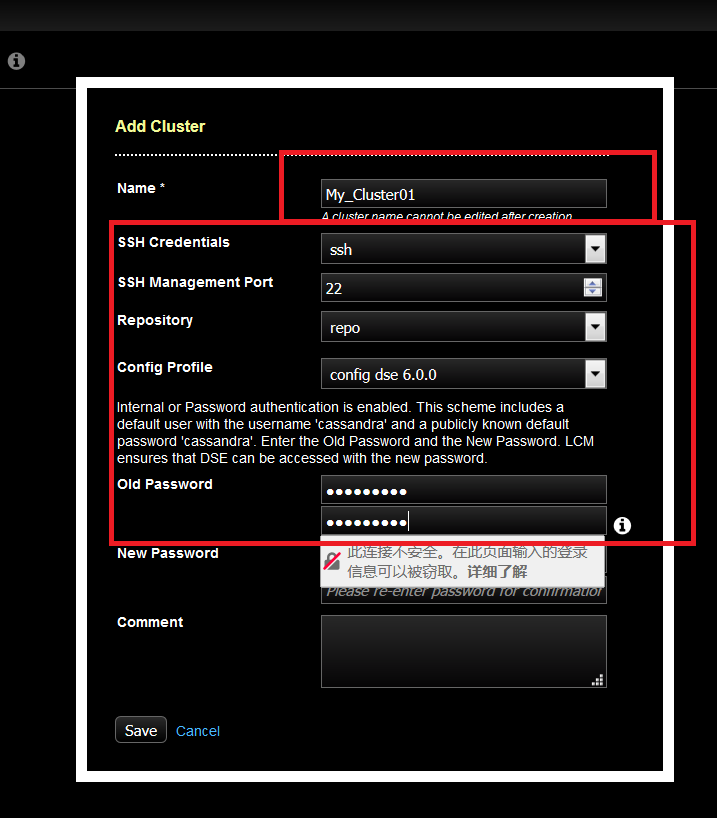 Add Cluster
Name *
My_Cluster01
A cluster name cannot be edited after creation
SSH Credentials
ssh
SSH Management Port
22
Repository
repo
Config Profile
config dse 6.0.0
Internal or Password authentication is enabled. This scheme includes a
default user with the username 'cassandra' and a publicly known default
password 'cassandra'. Enter the Old Password and the New Password. LCM
ensures that DSE can be accessed with the new password.
Old Password
●●●●●●●●●
●●●●●●●●●
New Password
此连接不安全。在此页面输入的登录
信息可以被窃取。详细了解
Please re-enter password for confirmation
Comment
Save
Cancel